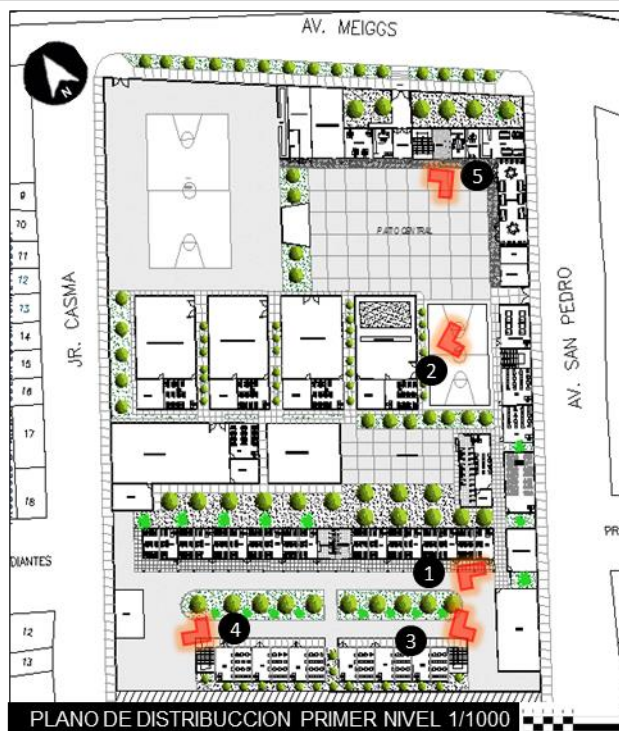 AV. MEIGGS
N
5
PATIO CENTRAL
9
10
11
12
13
14
15
16
17
18
JR. CASMA
AV. SAN PEDRO
2
PR
DIANTES
1
4
3
12
13
PLANO DE DISTRIBUCCION PRIMER NIVEL 1/1000